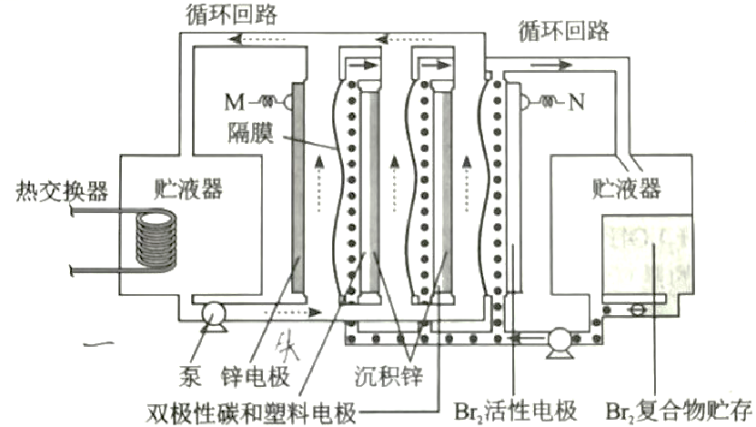 循环回路
循环回路
M
N
隔膜
热交换器
贮液器
贮液器
泵
锌电极
沉积锌
双极性碳和塑料电极
Br₂活性电极
Br₂复合物贮存